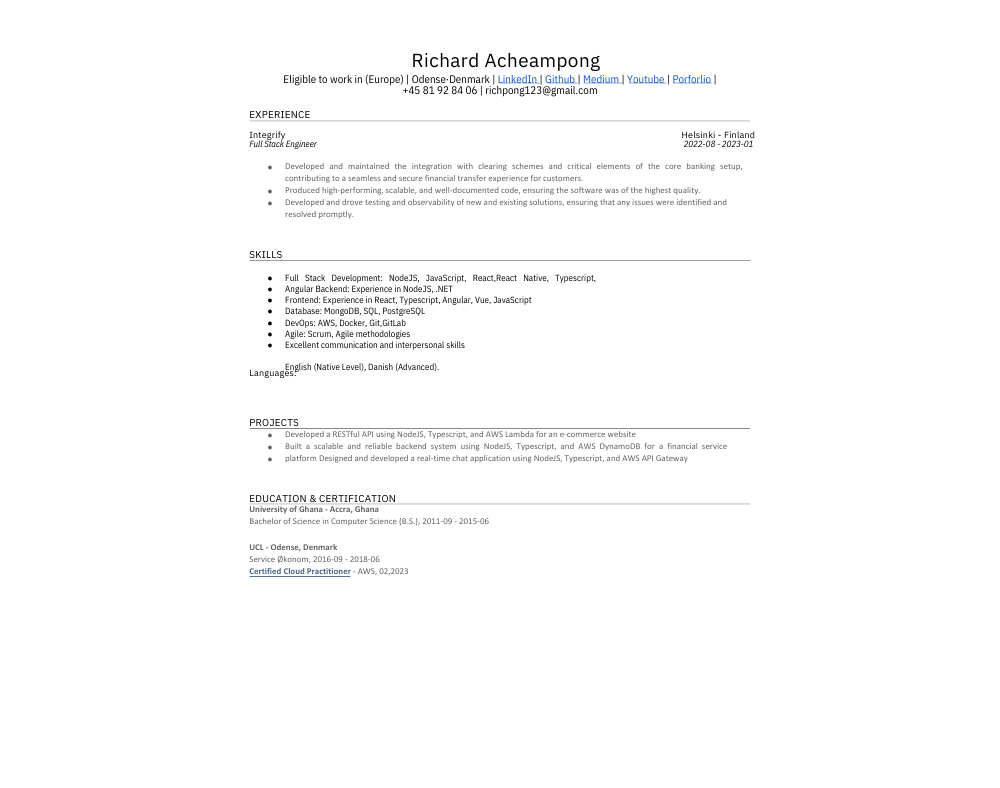 Richard Acheampong
Eligible to work in (Europe) | Odense-Denmark | LinkedIn | Github | Medium | Youtube | Porforlio |
+45 81 92 84 06 | richpong123@gmail.com
EXPERIENCE
Integrify Helsinki - Finland
Full Stack Engineer 2022-08 - 2023-01
● Developed and maintained the integration with clearing schemes and critical elements of the core banking setup,
contributing to a seamless and secure financial transfer experience for customers.
● Produced high-performing, scalable, and well-documented code, ensuring the software was of the highest quality.
● Developed and drove testing and observability of new and existing solutions, ensuring that any issues were identified and
resolved promptly.
SKILLS
● Full Stack Development: NodeJS, JavaScript, React,React Native, Typescript,
● Angular Backend: Experience in NodeJS, .NET
● Frontend: Experience in React, Typescript, Angular, Vue, JavaScript
● Database: MongoDB, SQL, PostgreSQL
● DevOps: AWS, Docker, Git,GitLab
● Agile: Scrum, Agile methodologies
● Excellent communication and interpersonal skills
English (Native Level), Danish (Advanced).
Languages:
PROJECTS
● Developed a RESTful API using NodeJS, Typescript, and AWS Lambda for an e-commerce website
● Built a scalable and reliable backend system using NodeJS, Typescript, and AWS DynamoDB for a financial service
● platform Designed and developed a real-time chat application using NodeJS, Typescript, and AWS API Gateway
EDUCATION & CERTIFICATION
University of Ghana - Accra, Ghana
Bachelor of Science in Computer Science (B.S.), 2011-09 - 2015-06
UCL - Odense, Denmark
Service Økonom, 2016-09 - 2018-06
Certified Cloud Practitioner - AWS, 02,2023